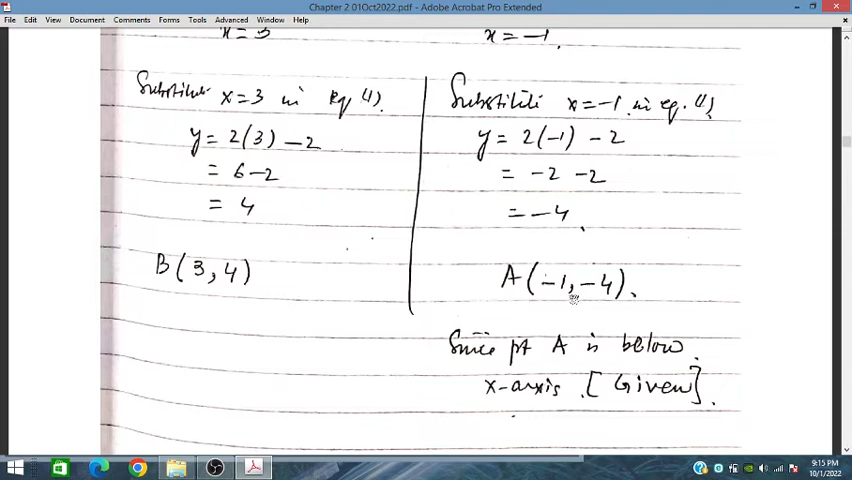 Chapter 2 01Oct2022.pdf - Adobe Acrobat Pro Extended
File Edit View Document Comments Forms Tools Advanced Window Help
x = 3
x = -1.
Substitute x=3 in Eq (1).
y = 2(3) - 2
= 6-2
= 4
B(3, 4)
Substitute x=-1 in eq. (1).
y = 2(-1) - 2
= -2 -2
= -4.
A(-1, -4).
Since pt A is below
x-axis. [Given].
9:15 PM
10/1/2022